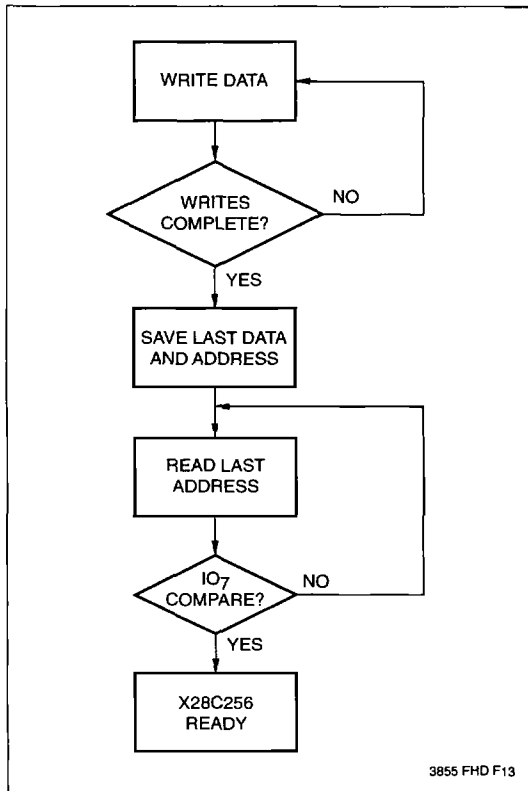 WRITE DATA
WRITES
COMPLETE?
NO
YES
SAVE LAST DATA
AND ADDRESS
READ LAST
ADDRESS
IO7
COMPARE?
NO
YES
X28C256
READY
3855 FHD F13